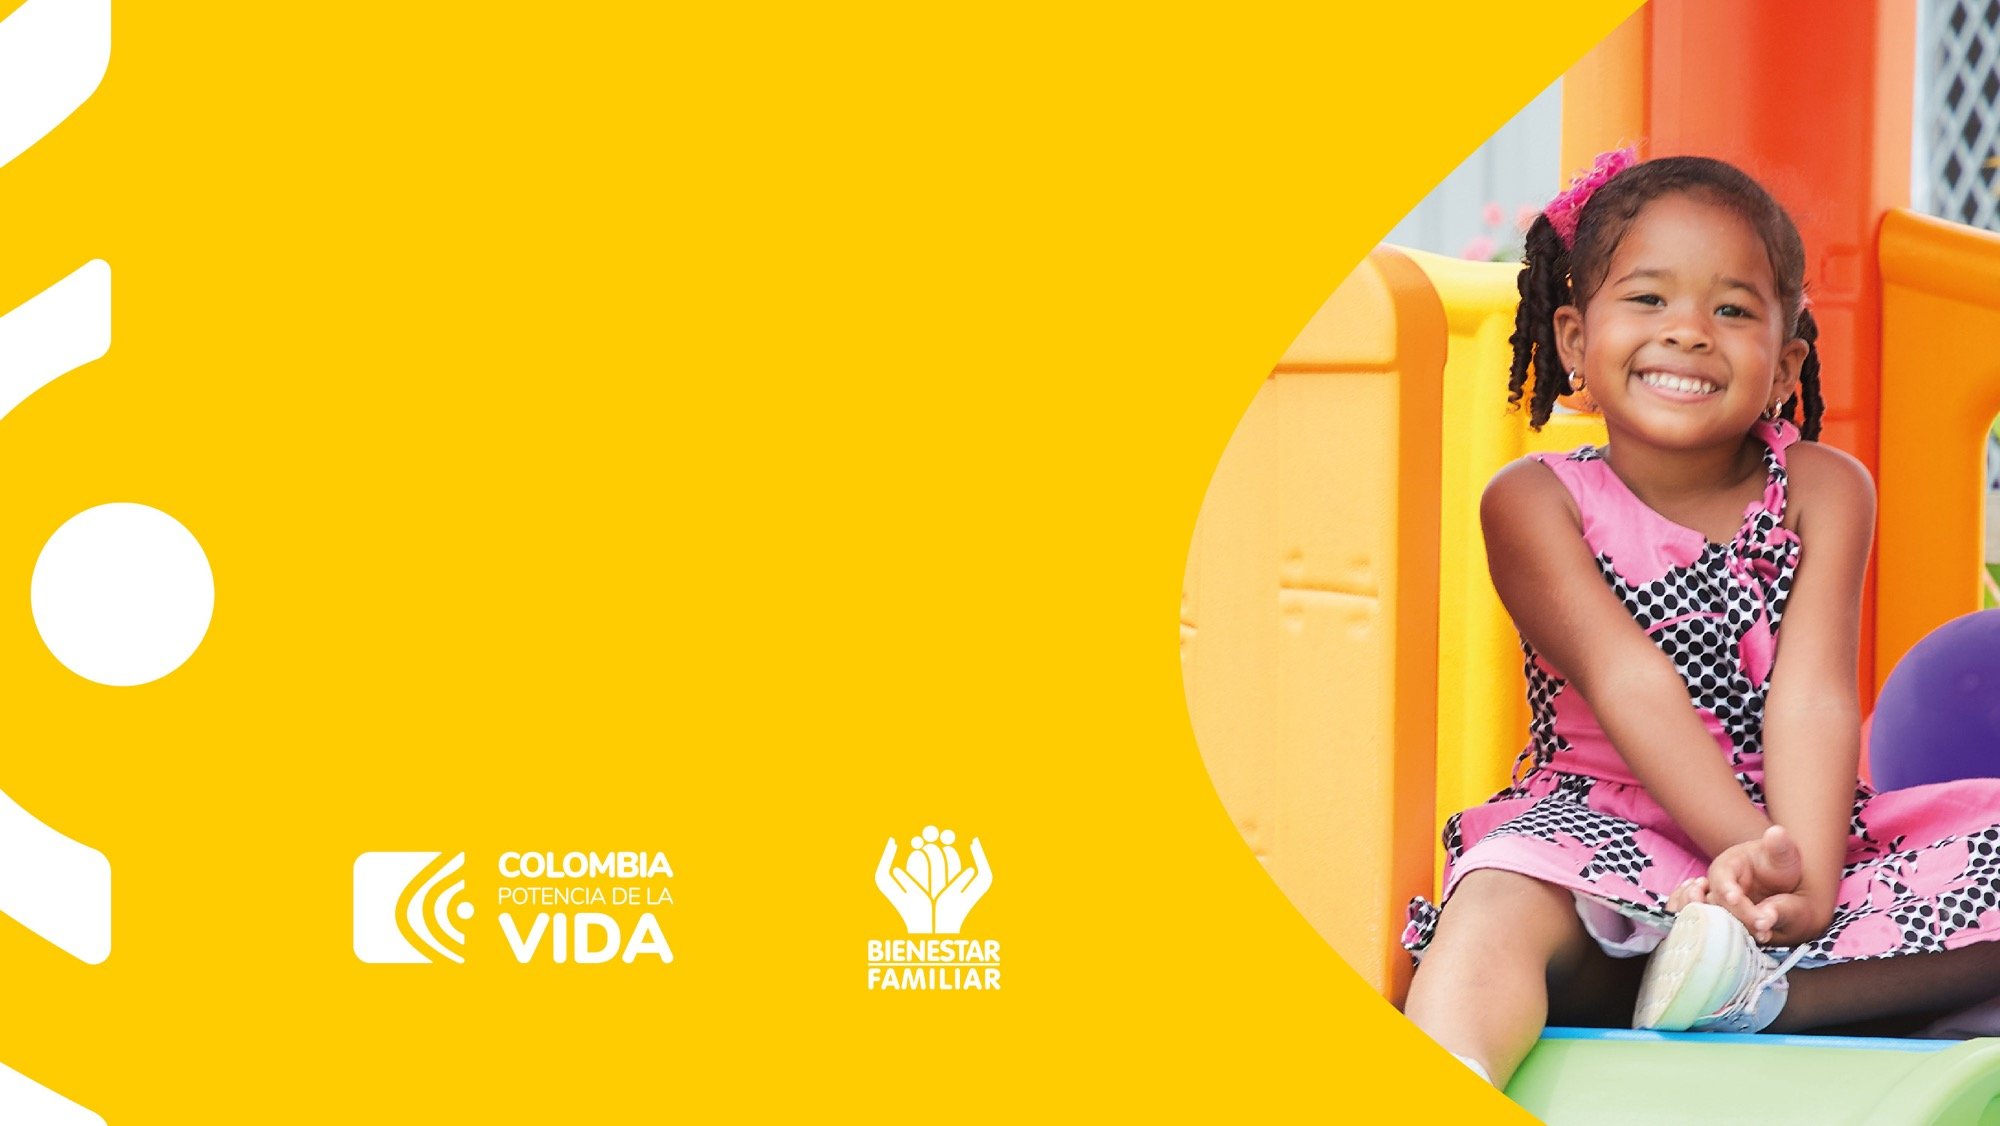 COLOMBIA
POTENCIA DE LA
VIDA
BIENESTAR
FAMILIAR